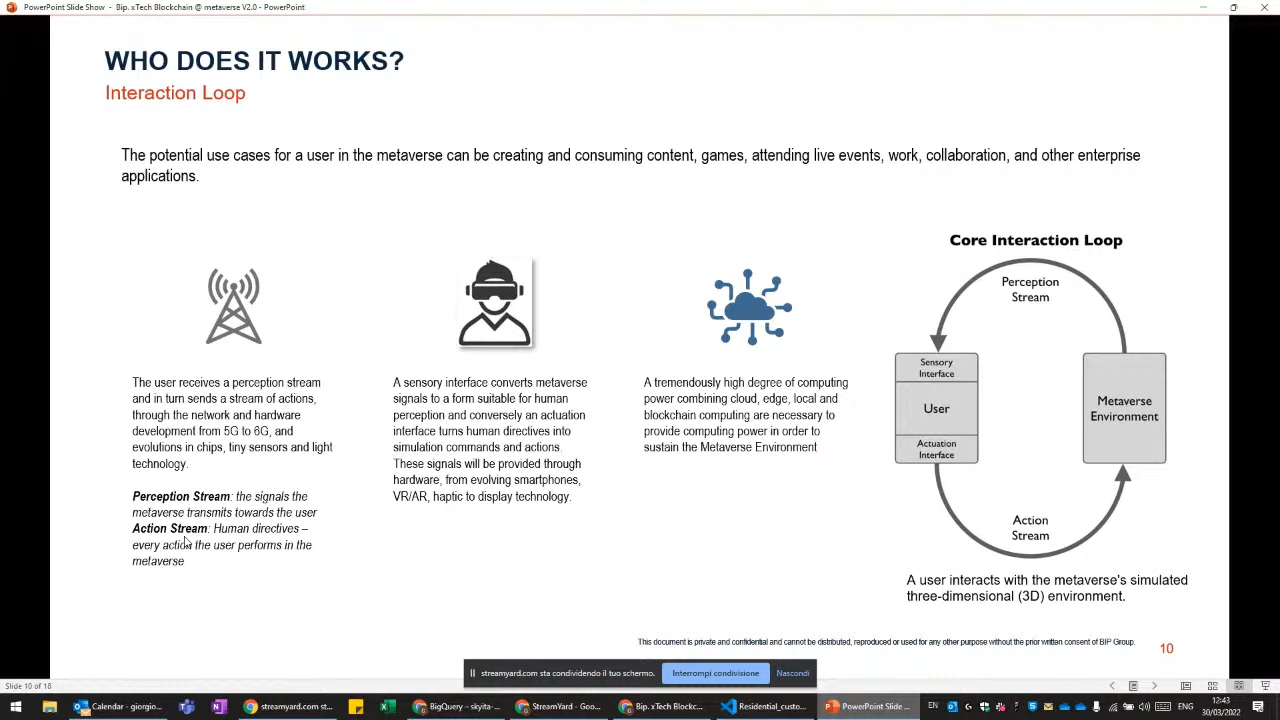 PowerPoint Slide Show - Bip. xTech Blockchain @ metaverse V2.0 - PowerPoint
WHO DOES IT WORKS?
Interaction Loop
The potential use cases for a user in the metaverse can be creating and consuming content, games, attending live events, work, collaboration, and other enterprise
applications.
The user receives a perception stream
and in turn sends a stream of actions,
through the network and hardware
development from 5G to 6G, and
evolutions in chips, tiny sensors and light
technology.
Perception Stream: the signals the
metaverse transmits towards the user
Action Stream: Human directives –
every action the user performs in the
metaverse
A sensory interface converts metaverse
signals to a form suitable for human
perception and conversely an actuation
interface turns human directives into
simulation commands and actions.
These signals will be provided through
hardware, from evolving smartphones,
VR/AR, haptic to display technology.
A tremendously high degree of computing
power combining cloud, edge, local and
blockchain computing are necessary to
provide computing power in order to
sustain the Metaverse Environment
Core Interaction Loop
Perception
Stream
Sensory
Interface
User
Actuation
Interface
Metaverse
Environment
Action
Stream
A user interacts with the metaverse's simulated
three-dimensional (3D) environment.
This document is private and confidential and cannot be distributed, reproduced or used for any other purpose without the prior written consent of BIP Group.
10
streamyard.com sta condividendo il tuo schermo.
Interrompi condivisione
Nascondi
Slide 10 of 18
Calendar - giorgio...
streamyard.com st...
BigQuery – skyita-...
StreamYard - Goo...
Bip. xTech Blockc...
Residential_custo...
PowerPoint Slide ...
EN
ENG
12:43
30/03/2022